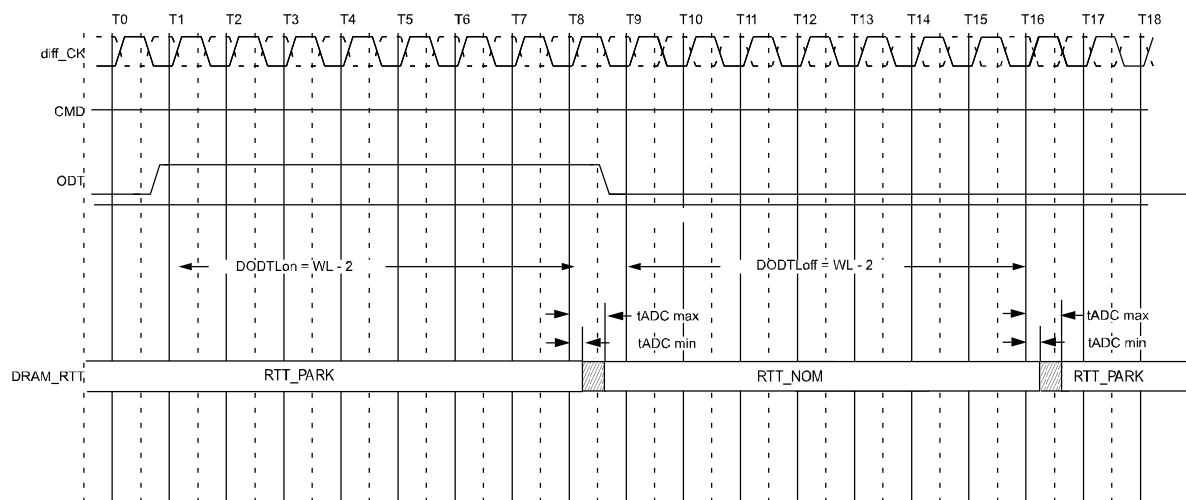 T0 T1 T2 T3 T4 T5 T6 T7 T8 T9 T10 T11 T12 T13 T14 T15 T16 T17 T18
diff_CK
CMD
ODT
DODTLon = WL - 2 DODTLoff = WL - 2
tADC max tADC max
tADC min tADC min
DRAM_RTT RTT_PARK RTT_NOM RTT_PARK